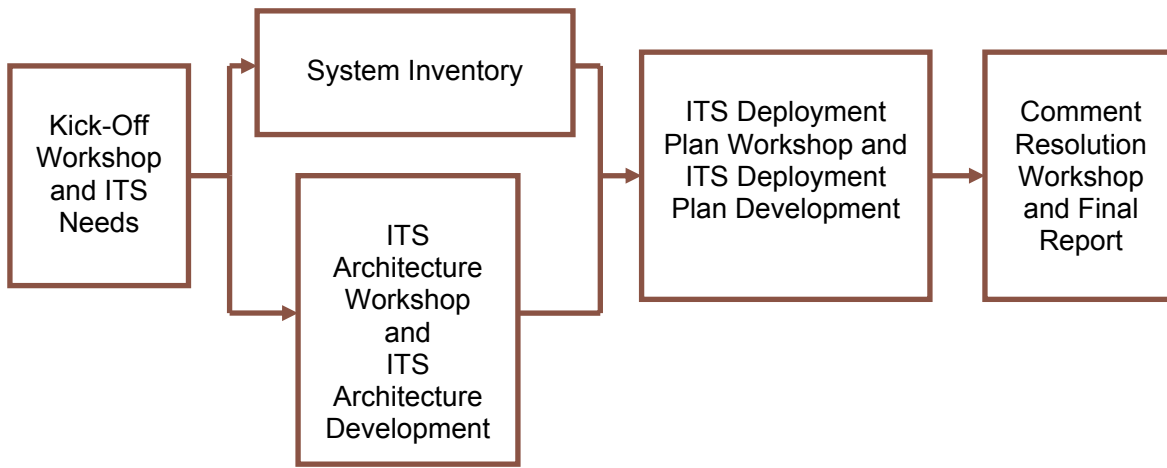 Kick-Off
Workshop
and ITS
Needs
System Inventory
ITS
Architecture
Workshop
and
ITS
Architecture
Development
ITS Deployment
Plan Workshop and
ITS Deployment
Plan Development
Comment
Resolution
Workshop
and Final
Report